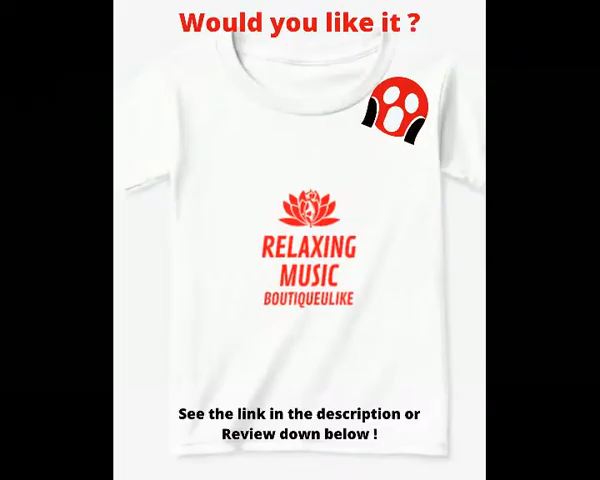 Would you like it ?
RELAXING
MUSIC
BOUTIQUEULIKE
See the link in the description or
Review down below !